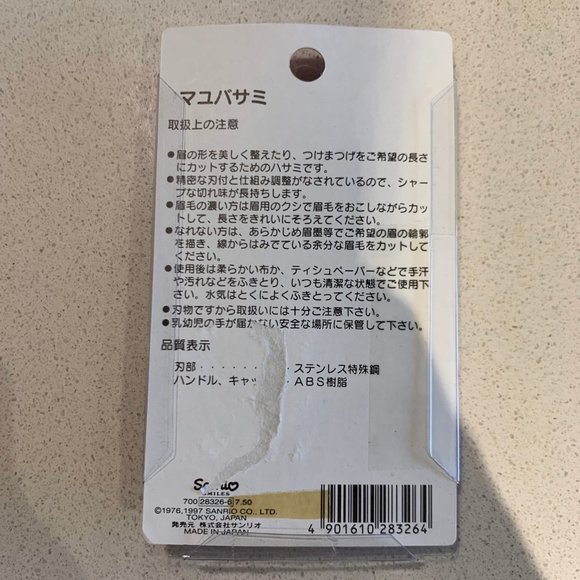 マユバサミ
取扱上の注意
●眉の形を美しく整えたり、つけまつげをご希望の長さ
にカットするためのハサミです。
●精密な刃付と仕組み調整がなされているので、シャー
プな切れ味が長持ちします。
●眉毛の濃い方は眉用のクシで眉毛をおこしながらカッ
トして、長さをきれいにそろえてください。
●なれない方は、あらかじめ眉墨等でご希望の眉の輪郭
を描き、線からはみでている余分な眉毛をカットして
下さい。
●使用後は柔らかい布か、ティシュペーパーなどで手汗
や汚れなどをふきとり、いつも清潔な状態でご使用下
さい。水気はとくによくふきとってください。
●刃物ですから取扱いには十分ご注意下さい。
●乳幼児の手が届かない安全な場所に保管して下さい。
品質表示
刃部・・・・・・・・・ステンレス特殊鋼
ハンドル、キャッ・・ABS樹脂
Sanrio
SMILES
700 28326-6 7.50
©1976,1997 SANRIO CO., LTD.
TOKYO, JAPAN
発売元 株式会社サンリオ
MADE IN JAPAN
4 901610 283264